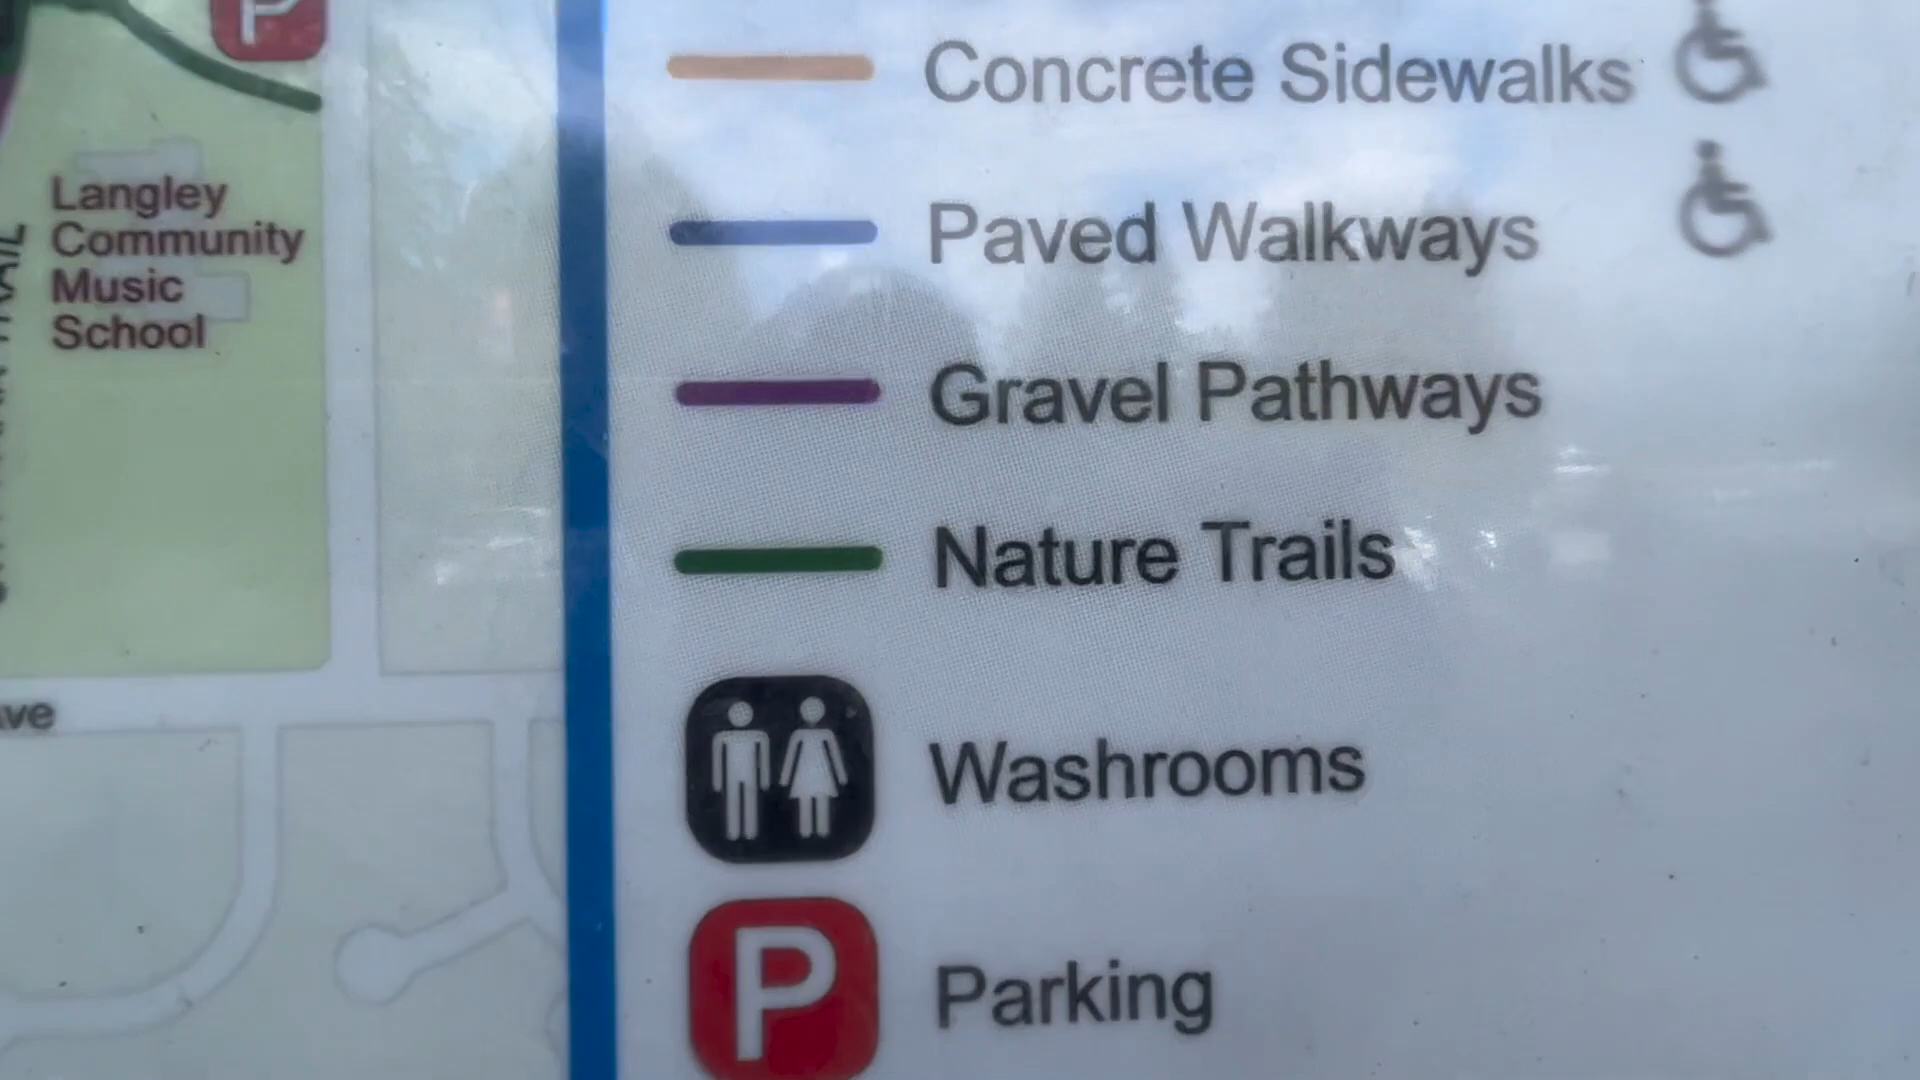 P
Langley
Community
Music
School
Concrete Sidewalks
Paved Walkways
Gravel Pathways
Nature Trails
Washrooms
P Parking